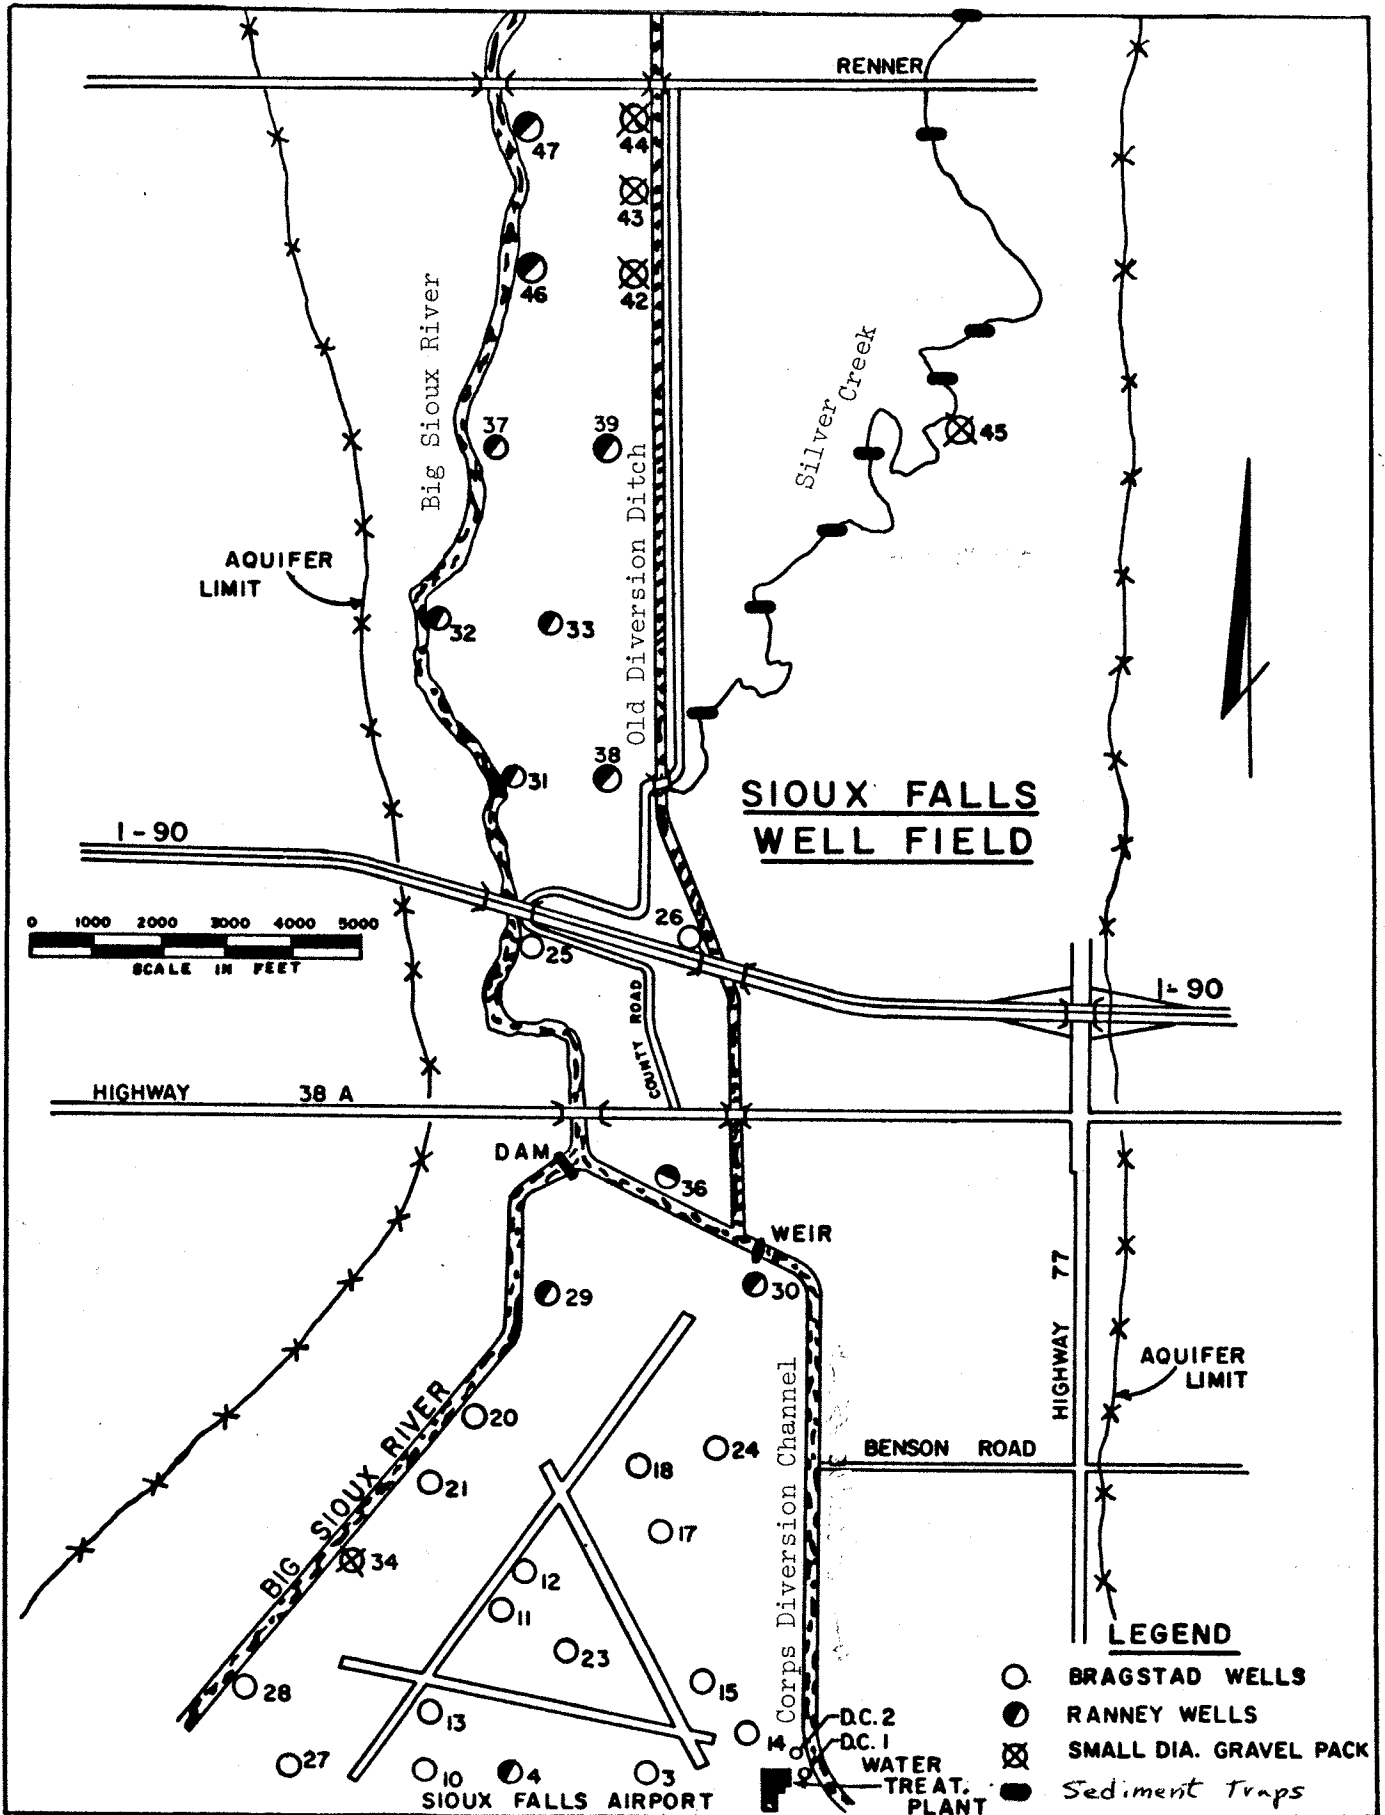 RENNER
47
44
43
46
42
Big Sioux River
Silver Creek
37
39
45
Old Diversion Ditch
AQUIFER
LIMIT
32
33
31
38
SIOUX FALLS
WELL FIELD
I-90
0 1000 2000 3000 4000 5000
SCALE IN FEET
26
25
COUNTY ROAD
I-90
HIGHWAY 38 A
DAM
36
WEIR
29
30
HIGHWAY 77
AQUIFER
LIMIT
BIG SIOUX RIVER
20
24
18
21
17
BENSON ROAD
Corps Diversion Channel
34
12
11
23
28
15
13
14
27
10
4
3
SIOUX FALLS AIRPORT
D.C. 2
D.C. 1
WATER
TREAT.
PLANT
LEGEND
BRAGSTAD WELLS
RANNEY WELLS
SMALL DIA. GRAVEL PACK
Sediment Traps